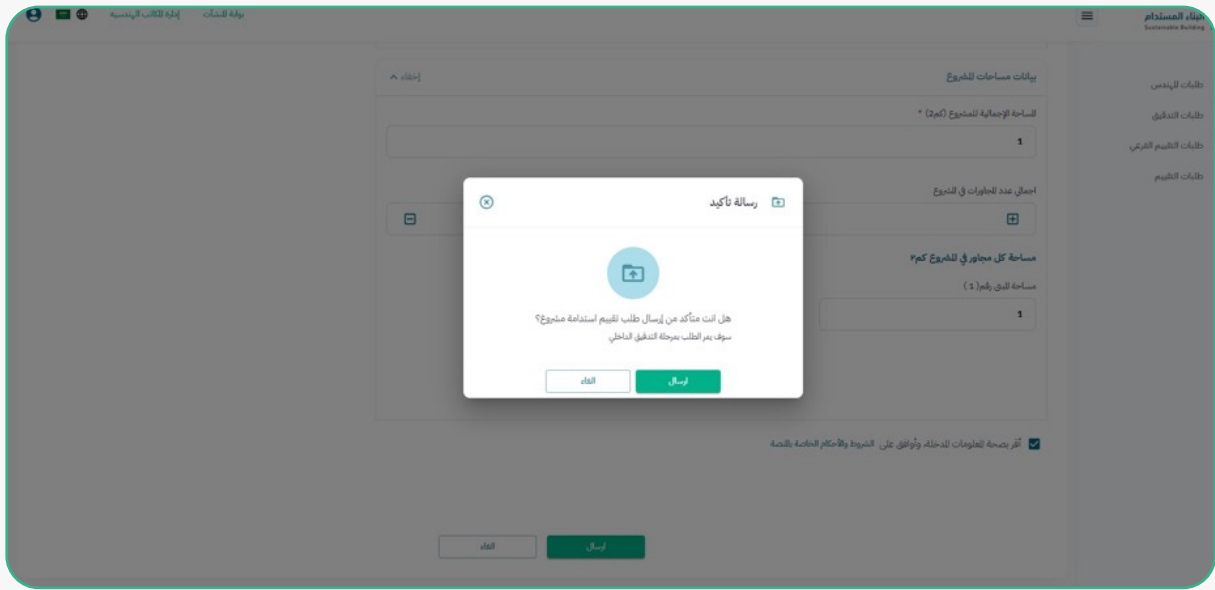 البناء المستدام
Sustainable Building
بوابة المنشآت
إدارة المكاتب الهندسية
طلبات المهندس
طلبات التدقيق
طلبات التقييم الفرعي
طلبات التقييم
بيانات مساحات المشروع
إخفاء
المساحة الإجمالية للمشروع (كم2) *
1
اجمالي عدد المجاورات في المشروع
مساحة كل مجاور في المشروع كم٢
مساحة المبنى رقم( 1 )
1
رسالة تأكيد
هل انت متأكد من إرسال طلب تقييم استدامة مشروع؟
سوف يمر الطلب بمرحلة التدقيق الداخلي
ارسال
الغاء
أقر بصحة المعلومات المدخلة، وأوافق على الشروط والأحكام الخاصة بالمنصة
ارسال
الغاء